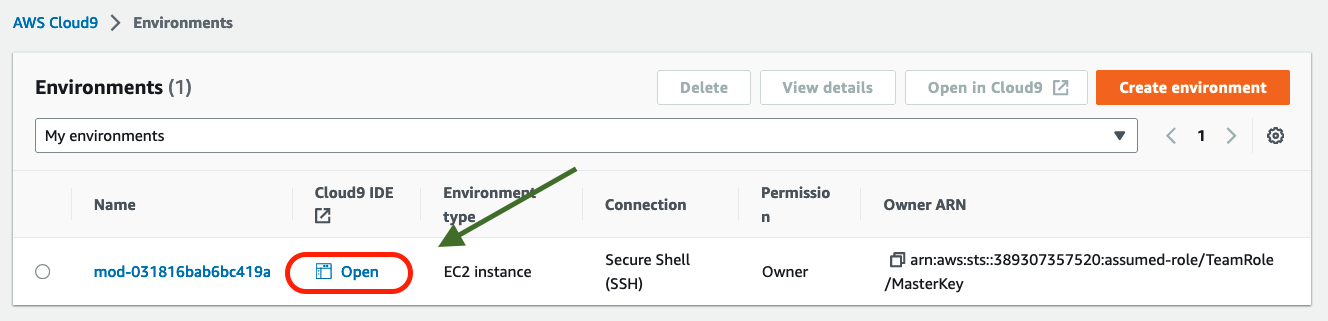 AWS Cloud9 > Environments
Environments (1)
Delete
View details
Open in Cloud9
Create environment
My environments
1
Name
Cloud9 IDE
Environment
type
Connection
Permissio
n
Owner ARN
mod-031816bab6bc419a
Open
EC2 instance
Secure Shell
(SSH)
Owner
arn:aws:sts::389307357520:assumed-role/TeamRole
/MasterKey